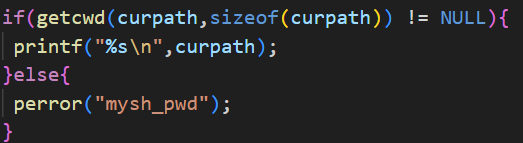 if(getcwd(curpath,sizeof(curpath)) != NULL){
 printf("%s\n",curpath);
}else{
 perror("mysh_pwd");
}